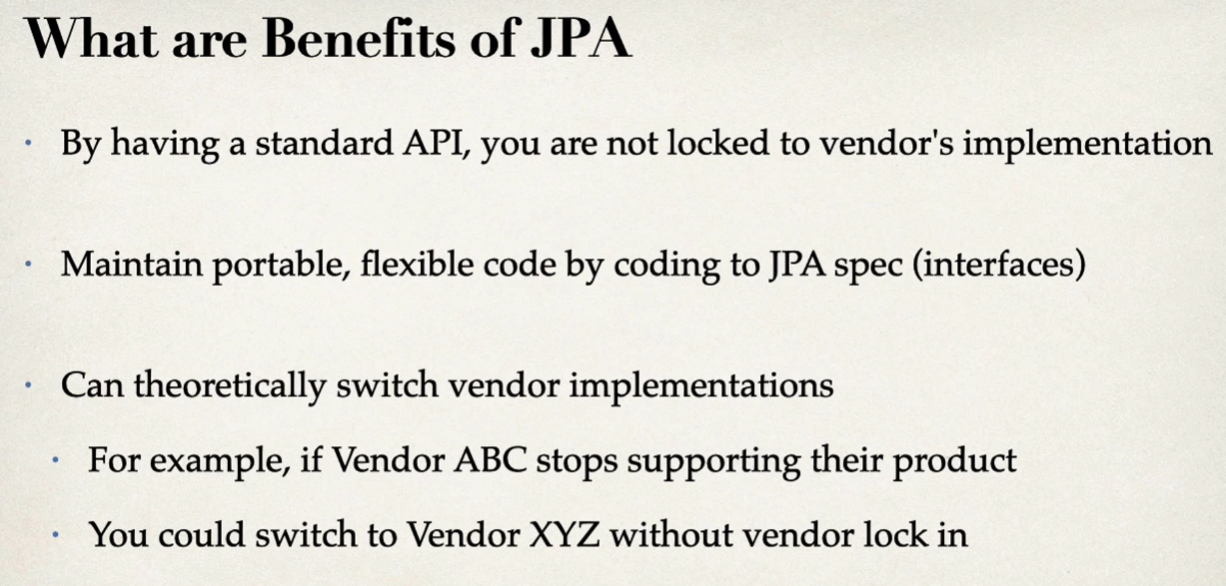 What are Benefits of JPA
• By having a standard API, you are not locked to vendor's implementation
• Maintain portable, flexible code by coding to JPA spec (interfaces)
• Can theoretically switch vendor implementations
• For example, if Vendor ABC stops supporting their product
• You could switch to Vendor XYZ without vendor lock in